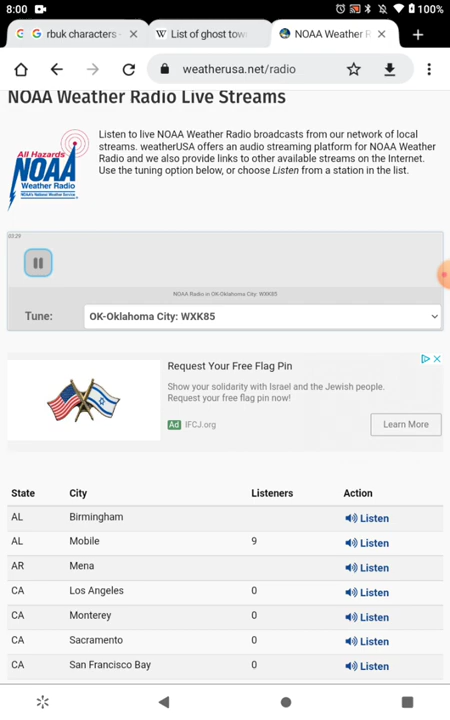 8:00
100%
rbuk characters
List of ghost tow
NOAA Weather R
weatherusa.net/radio
NOAA Weather Radio Live Streams
All Hazards
NOAA
Weather Radio
NOAA's National Weather Service
Listen to live NOAA Weather Radio broadcasts from our network of local
streams. weatherUSA offers an audio streaming platform for NOAA Weather
Radio and we also provide links to other available streams on the Internet.
Use the tuning option below, or choose Listen from a station in the list.
03:29
NOAA Radio in OK-Oklahoma City: WXK85
Tune: OK-Oklahoma City: WXK85
Request Your Free Flag Pin
Show your solidarity with Israel and the Jewish people.
Request your free flag pin now!
Ad IFCJ.org
Learn More
State City Listeners Action
AL Birmingham Listen
AL Mobile 9 Listen
AR Mena Listen
CA Los Angeles 0 Listen
CA Monterey 0 Listen
CA Sacramento 0 Listen
CA San Francisco Bay 0 Listen